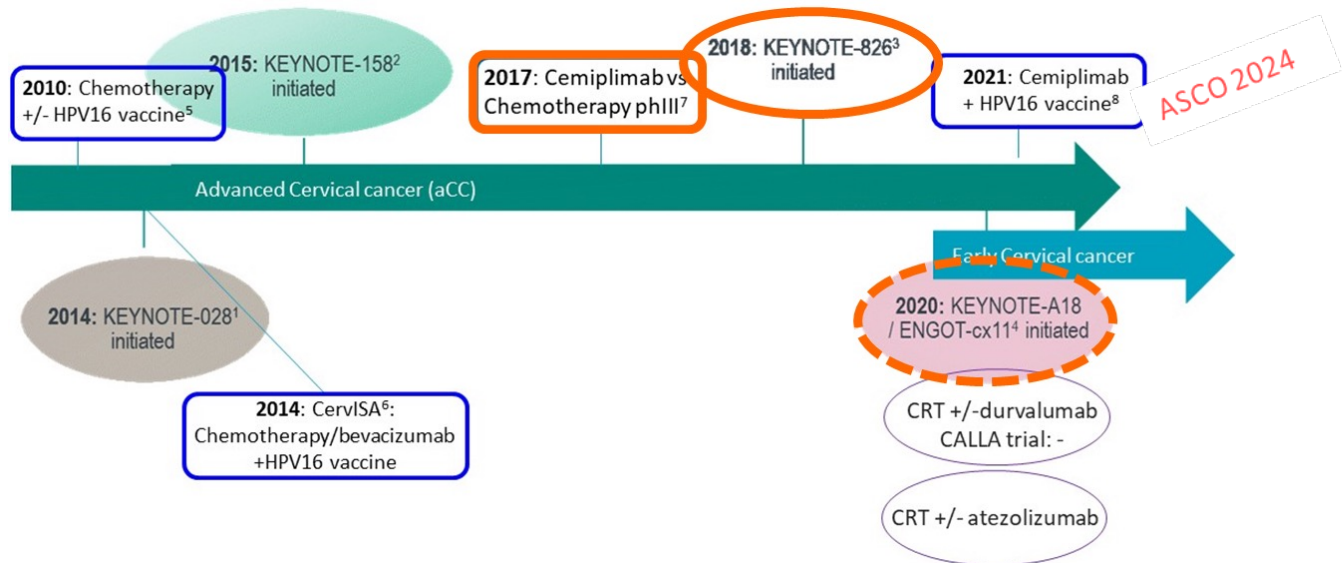 2015: KEYNOTE-158²
initiated
2010: Chemotherapy
+/- HPV16 vaccine⁵
2017: Cemiplimab vs
Chemotherapy phIII⁷
2018: KEYNOTE-826³
initiated
2021: Cemiplimab
+ HPV16 vaccine⁸
ASCO 2024
Advanced Cervical cancer (aCC)
Early Cervical cancer
2014: KEYNOTE-028¹
initiated
2020: KEYNOTE-A18
/ ENGOT-cx11⁴ initiated
2014: CervISA⁶:
Chemotherapy/bevacizumab
+HPV16 vaccine
CRT +/-durvalumab
CALLA trial: -
CRT +/- atezolizumab